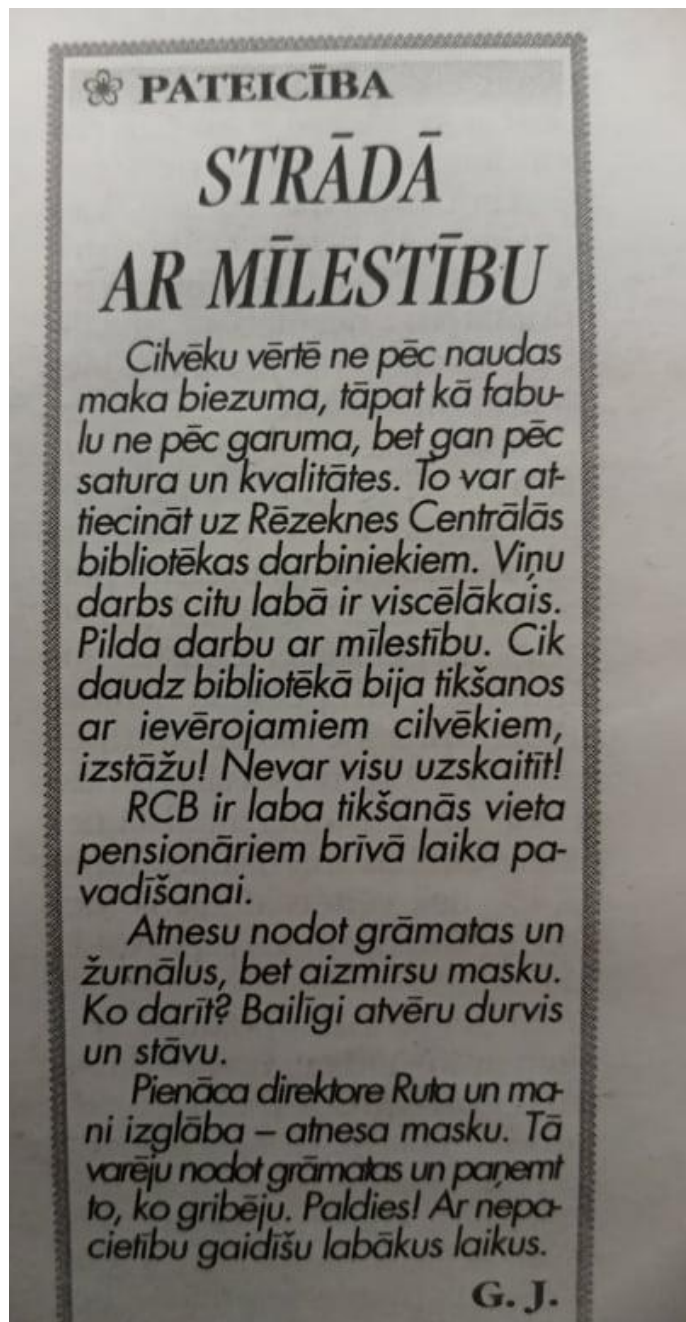 PATEICĪBA
STRĀDĀ
AR MĪLESTĪBU
Cilvēku vērtē ne pēc naudas
maka biezuma, tāpat kā fabu-
lu ne pēc garuma, bet gan pēc
satura un kvalitātes. To var at-
tiecināt uz Rēzeknes Centrālās
bibliotēkas darbiniekiem. Viņu
darbs citu labā ir viscēlākais.
Pilda darbu ar mīlestību. Cik
daudz bibliotēkā bija tikšanos
ar ievērojamiem cilvēkiem,
izstāžu! Nevar visu uzskaitīt!
RCB ir laba tikšanās vieta
pensionāriem brīvā laika pa-
vadīšanai.
Atnesu nodot grāmatas un
žurnālus, bet aizmirsu masku.
Ko darīt? Bailīgi atvēru durvis
un stāvu.
Pienāca direktore Ruta un ma-
ni izglāba – atnesa masku. Tā
varēju nodot grāmatas un paņemt
to, ko gribēju. Paldies! Ar nepa-
cietību gaidīšu labākus laikus.
G. J.